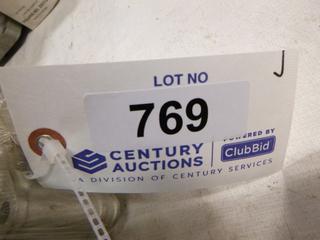 LOT NO
769
CENTURY AUCTIONS
POWERED BY
ClubBid
A DIVISION OF CENTURY SERVICES